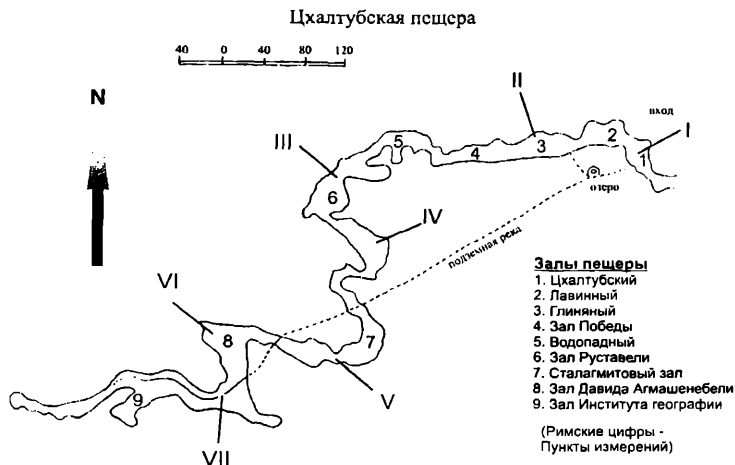 Цхалтубская пещера
40 0 40 80 120
N
II
вход
I
III
5
2
4
3
1
озеро
6
IV
подземная река
VI
8
7
V
9
VII
Залы пещеры
1. Цхалтубский
2. Лавинный
3. Глиняный
4. Зал Победы
5. Водопадный
6. Зал Руставели
7. Сталагмитовый зал
8. Зал Давида Агмашенебели
9. Зал Института географии
(Римские цифры -
Пункты измерений)